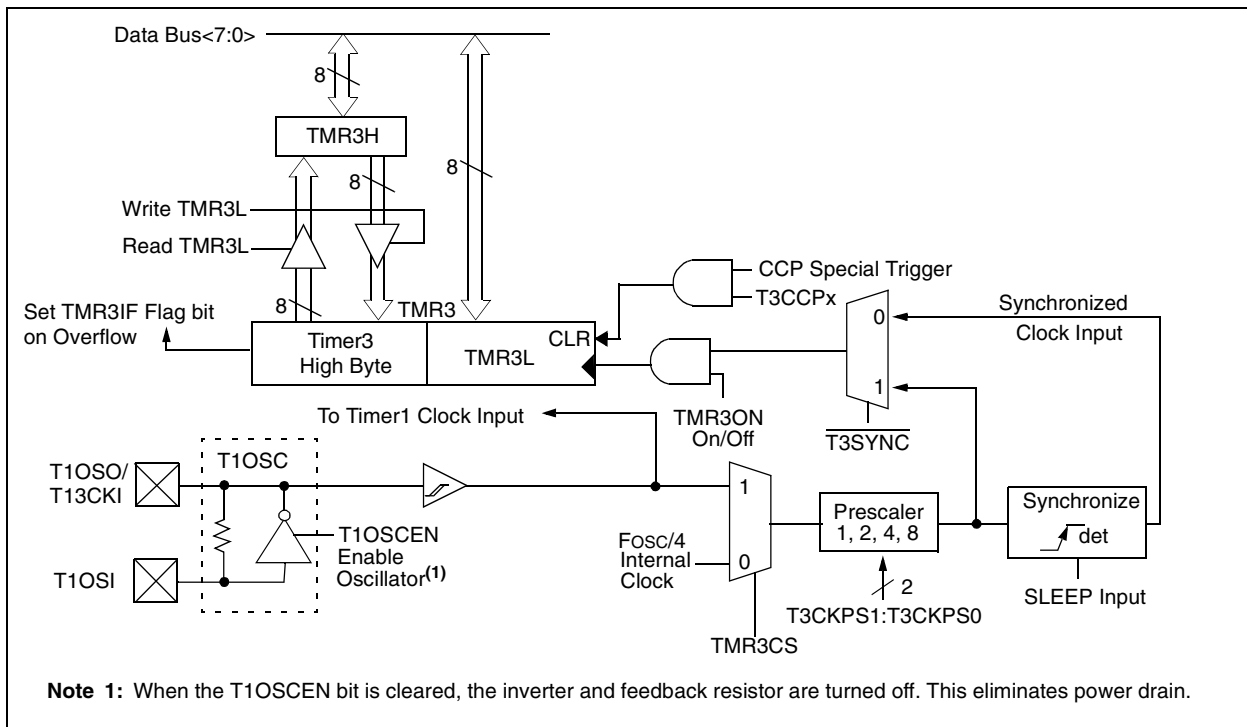 Data Bus<7:0>
8
TMR3H
8
8
Write TMR3L
Read TMR3L
8
TMR3
CCP Special Trigger
T3CCPx
Set TMR3IF Flag bit
on Overflow
Timer3
High Byte
TMR3L
CLR
0
1
Synchronized
Clock Input
TMR3ON
On/Off
T3SYNC
To Timer1 Clock Input
T1OSC
T1OSO/
T13CKI
T1OSI
T1OSCEN
Enable
Oscillator(1)
1
0
FOSC/4
Internal
Clock
Prescaler
1, 2, 4, 8
Synchronize
det
2
T3CKPS1:T3CKPS0
SLEEP Input
TMR3CS
Note 1: When the T1OSCEN bit is cleared, the inverter and feedback resistor are turned off. This eliminates power drain.